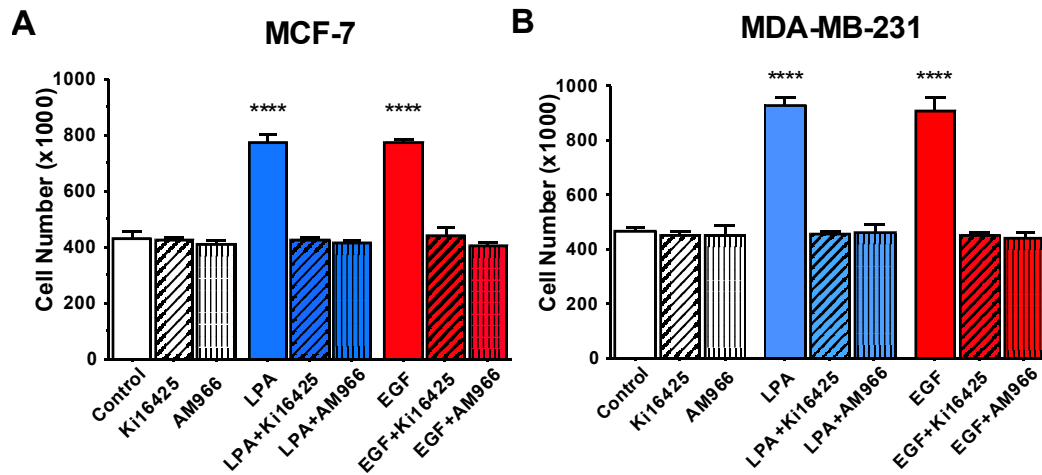 A
MCF-7
Cell Number (x1000)
1000
800
600
400
200
0
****
****
Control
Ki16425
AM966
LPA
LPA+Ki16425
LPA+AM966
EGF
EGF+Ki16425
EGF+AM966
B
MDA-MB-231
Cell Number (x1000)
1000
800
600
400
200
0
****
****
Control
Ki16425
AM966
LPA
LPA+Ki16425
LPA+AM966
EGF
EGF+Ki16425
EGF+AM966